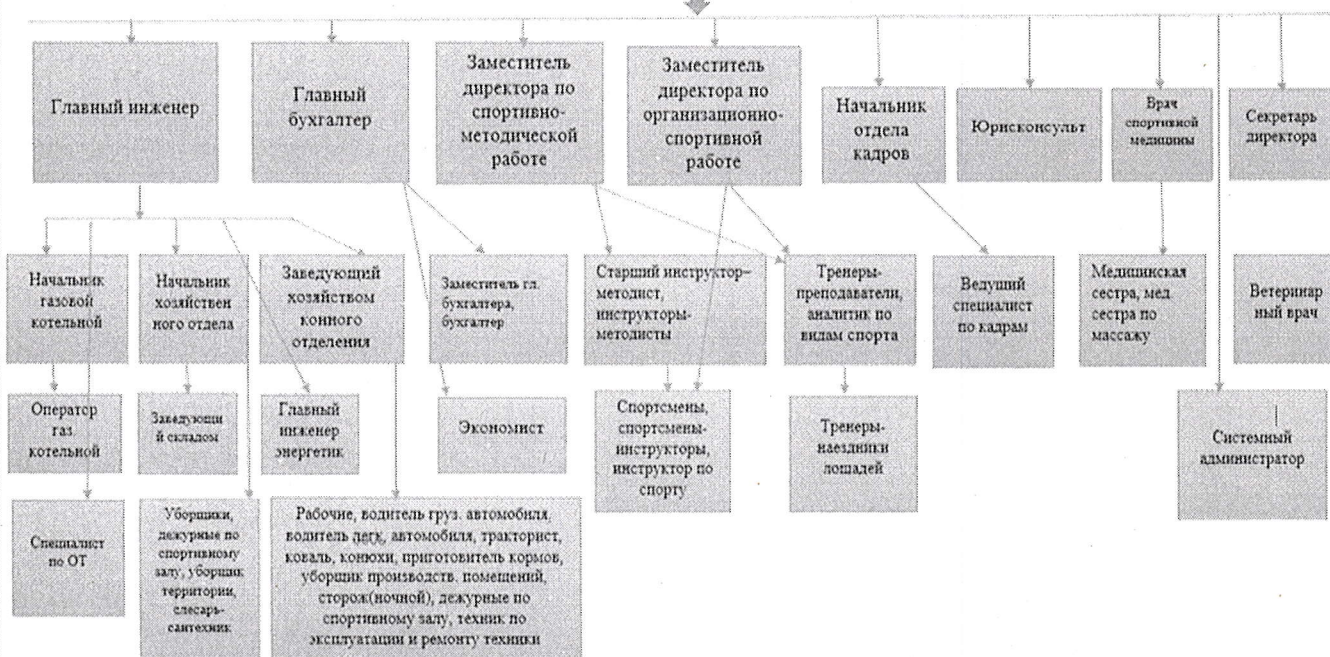 Главный инженер
Главный
бухгалтер
Заместитель
директора по
спортивно-
методической
работе
Заместитель
директора по
организационно-
спортивной
работе
Начальник
отдела
кадров
Юрисконсульт
Врач
спортивной
медицины
Секретарь
директора
Начальник
газовой
котельной
Начальник
хозяйствен
ного отдела
Заведующий
хозяйством
конного
отделения
Заместитель гл.
бухгалтера,
бухгалтер
Старший инструктор–
методист,
инструкторы-
методисты
Тренеры-
преподаватели,
аналитик по
видам спорта
Ведущий
специалист
по кадрам
Медицинская
сестра, мед.
сестра по
массажу
Ветеринар
ный врач
Оператор
газ.
котельной
Заведующи
й складом
Главный
инженер
энергетик
Экономист
Спортсмены,
спортсмены-
инструкторы,
инструктор по
спорту
Тренеры-
наездники
лошадей
Системный
администратор
Специалист
по ОТ
Уборщики,
дежурные по
спортивному
залу, уборщик
территории,
слесарь-
сантехник
Рабочие, водитель груз. автомобиля,
водитель легк. автомобиля, тракторист,
коваль, конюхи, приготовитель кормов,
уборщик производств. помещений,
сторож(ночной), дежурные по
спортивному залу, техник по
эксплуатации и ремонту техники